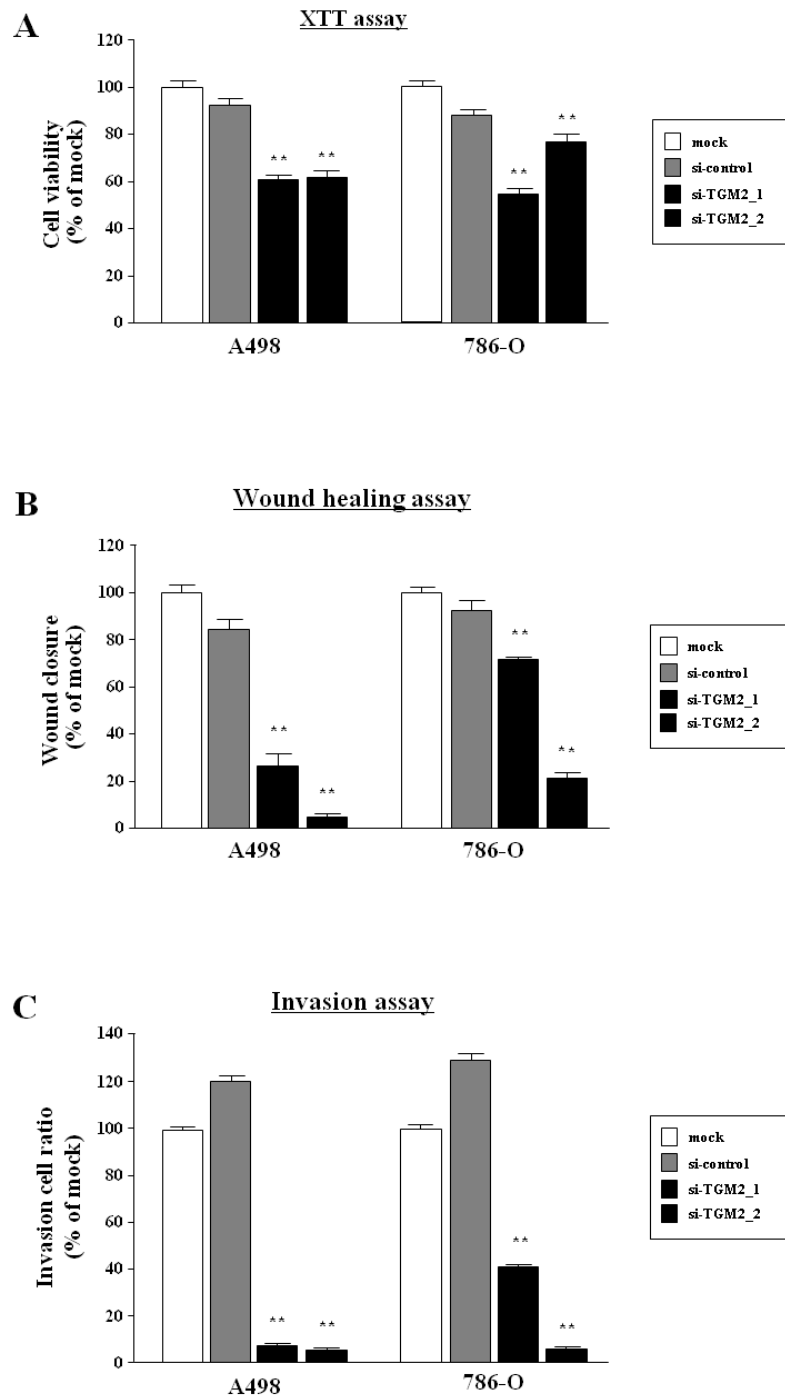 A
XTT assay
Cell viability
(% of mock)
120
100
80
60
40
20
0
** ** ** **
A498 786-O
mock
si-control
si-TGM2_1
si-TGM2_2
B
Wound healing assay
Wound closure
(% of mock)
120
100
80
60
40
20
0
** ** ** **
A498 786-O
mock
si-control
si-TGM2_1
si-TGM2_2
C
Invasion assay
Invasion cell ratio
(% of mock)
140
120
100
80
60
40
20
0
** ** ** **
A498 786-O
mock
si-control
si-TGM2_1
si-TGM2_2